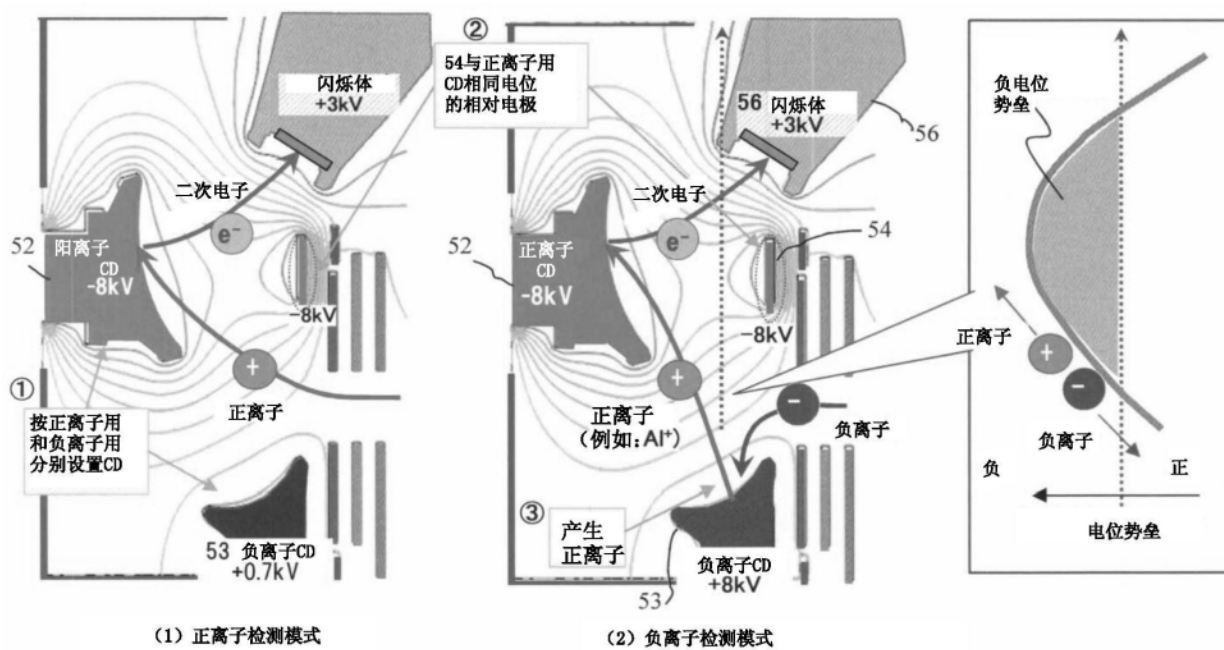 ②
54与正离子用
CD相同电位
的相对电极
闪烁体
+3kV
二次电子
e⁻
52
阳离子
CD
-8kV
-8kV
+
正离子
①
按正离子用
和负离子用
分别设置CD
53 负离子CD
+0.7kV
(1) 正离子检测模式
56 闪烁体
+3kV
56
二次电子
e⁻
54
52
正离子
CD
-8kV
-8kV
+
正离子
(例如:Al⁺)
-
负离子
③
产生
正离子
负离子CD
+8kV
53
(2) 负离子检测模式
负电位
势垒
正离子
+
-
负离子
负
正
电位势垒